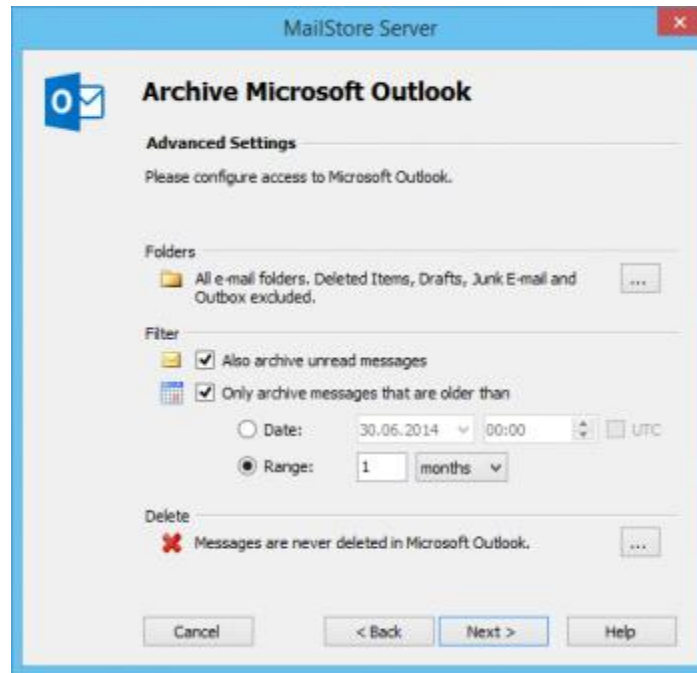 MailStore Server
Archive Microsoft Outlook
Advanced Settings
Please configure access to Microsoft Outlook.
Folders
All e-mail folders. Deleted Items, Drafts, Junk E-mail and
Outbox excluded.
...
Filter
Also archive unread messages
Only archive messages that are older than
Date: 30.06.2014 00:00 UTC
Range: 1 months
Delete
Messages are never deleted in Microsoft Outlook. ...
Cancel < Back Next > Help